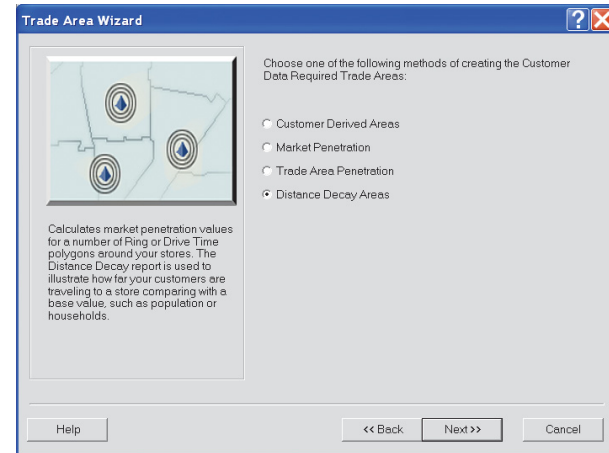 Trade Area Wizard
Choose one of the following methods of creating the Customer
Data Required Trade Areas:
Customer Derived Areas
Market Penetration
Trade Area Penetration
Distance Decay Areas
Calculates market penetration values
for a number of Ring or Drive Time
polygons around your stores. The
Distance Decay report is used to
illustrate how far your customers are
traveling to a store comparing with a
base value, such as population or
households.
Help
<< Back
Next >>
Cancel